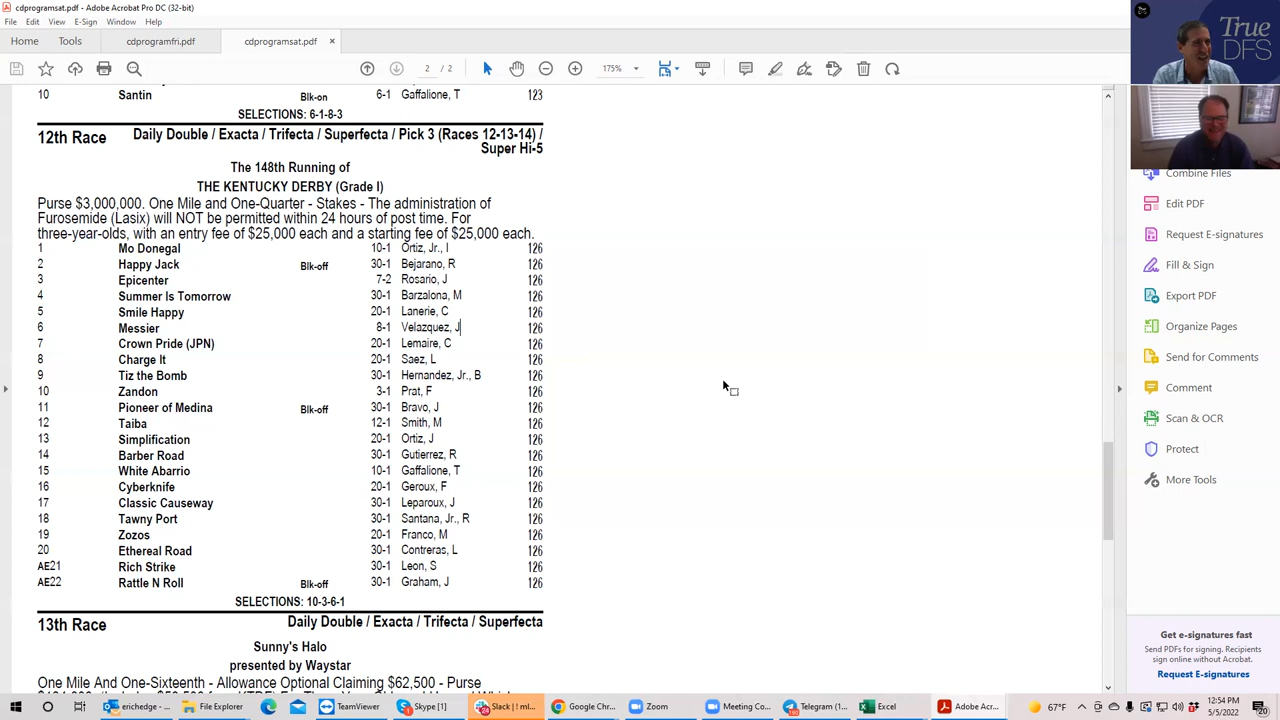 cdprogramsat.pdf - Adobe Acrobat Pro DC (32-bit)
File Edit View E-Sign Window Help
Home Tools cdprogramfri.pdf cdprogramsat.pdf ×
2 / 2 175%
10 Santin Blk-on 6-1 Gaffalione, T 123
SELECTIONS: 6-1-8-3
12th Race Daily Double / Exacta / Trifecta / Superfecta / Pick 3 (Races 12-13-14) /
Super Hi-5
The 148th Running of
THE KENTUCKY DERBY (Grade I)
Purse $3,000,000. One Mile and One-Quarter - Stakes - The administration of
Furosemide (Lasix) will NOT be permitted within 24 hours of post time. For
three-year-olds, with an entry fee of $25,000 each and a starting fee of $25,000 each.
1 Mo Donegal 10-1 Ortiz, Jr., I 126
2 Happy Jack Blk-off 30-1 Bejarano, R 126
3 Epicenter 7-2 Rosario, J 126
4 Summer Is Tomorrow 30-1 Barzalona, M 126
5 Smile Happy 20-1 Lanerie, C 126
6 Messier 8-1 Velazquez, J 126
7 Crown Pride (JPN) 20-1 Lemaire, C 126
8 Charge It 20-1 Saez, L 126
9 Tiz the Bomb 30-1 Hernandez, Jr., B 126
10 Zandon 3-1 Prat, F 126
11 Pioneer of Medina Blk-off 30-1 Bravo, J 126
12 Taiba 12-1 Smith, M 126
13 Simplification 20-1 Ortiz, J 126
14 Barber Road 30-1 Gutierrez, R 126
15 White Abarrio 10-1 Gaffalione, T 126
16 Cyberknife 20-1 Geroux, F 126
17 Classic Causeway 30-1 Leparoux, J 126
18 Tawny Port 30-1 Santana, Jr., R 126
19 Zozos 20-1 Franco, M 126
20 Ethereal Road 30-1 Contreras, L 126
AE21 Rich Strike 30-1 Leon, S 126
AE22 Rattle N Roll Blk-off 30-1 Graham, J 126
SELECTIONS: 10-3-6-1
13th Race Daily Double / Exacta / Trifecta / Superfecta
Sunny's Halo
presented by Waystar
One Mile And One-Sixteenth - Allowance Optional Claiming $62,500 - Purse
True
DFS
Combine Files
Edit PDF
Request E-signatures
Fill & Sign
Export PDF
Organize Pages
Send for Comments
Comment
Scan & OCR
Protect
More Tools
Get e-signatures fast
Send PDFs for signing. Recipients
sign online without Acrobat.
Request E-signatures
erichedge - ... File Explorer TeamViewer Skype [1] Slack | ! ml... Google Chr... Zoom Meeting Co... Telegram (1... Excel Adobe Acr... 67°F
12:54 PM
5/5/2022